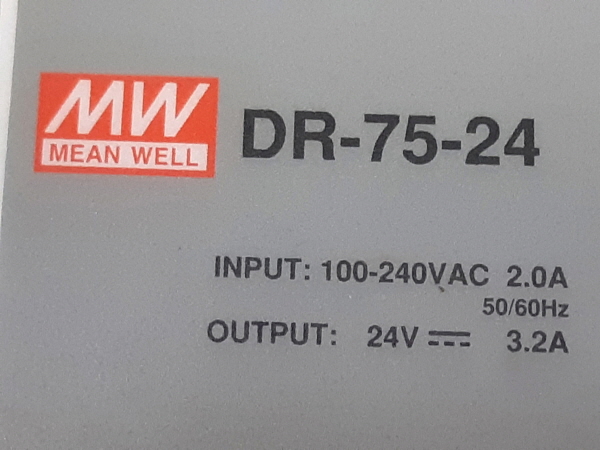 MW
MEAN WELL
DR-75-24
INPUT: 100-240VAC 2.0A
50/60Hz
OUTPUT: 24V ⎓ 3.2A